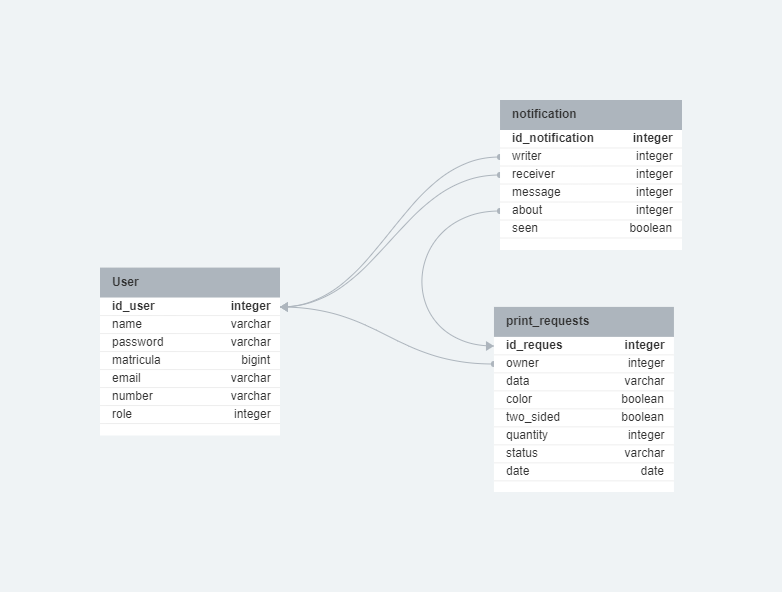 notification
id_notification integer
writer integer
receiver integer
message integer
about integer
seen boolean
User
id_user integer
name varchar
password varchar
matricula bigint
email varchar
number varchar
role integer
print_requests
id_reques integer
owner integer
data varchar
color boolean
two_sided boolean
quantity integer
status varchar
date date